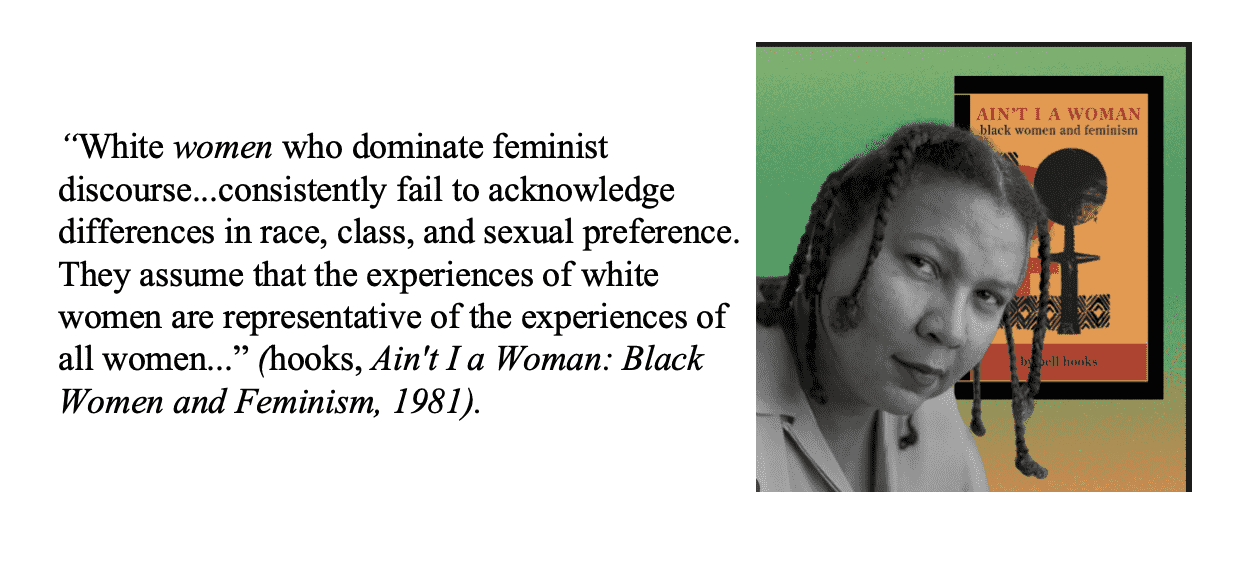 “White women who dominate feminist
discourse...consistently fail to acknowledge
differences in race, class, and sexual preference.
They assume that the experiences of white
women are representative of the experiences of
all women...” (hooks, Ain't I a Woman: Black
Women and Feminism, 1981).
AIN'T I A WOMAN
black women and feminism
by bell hooks